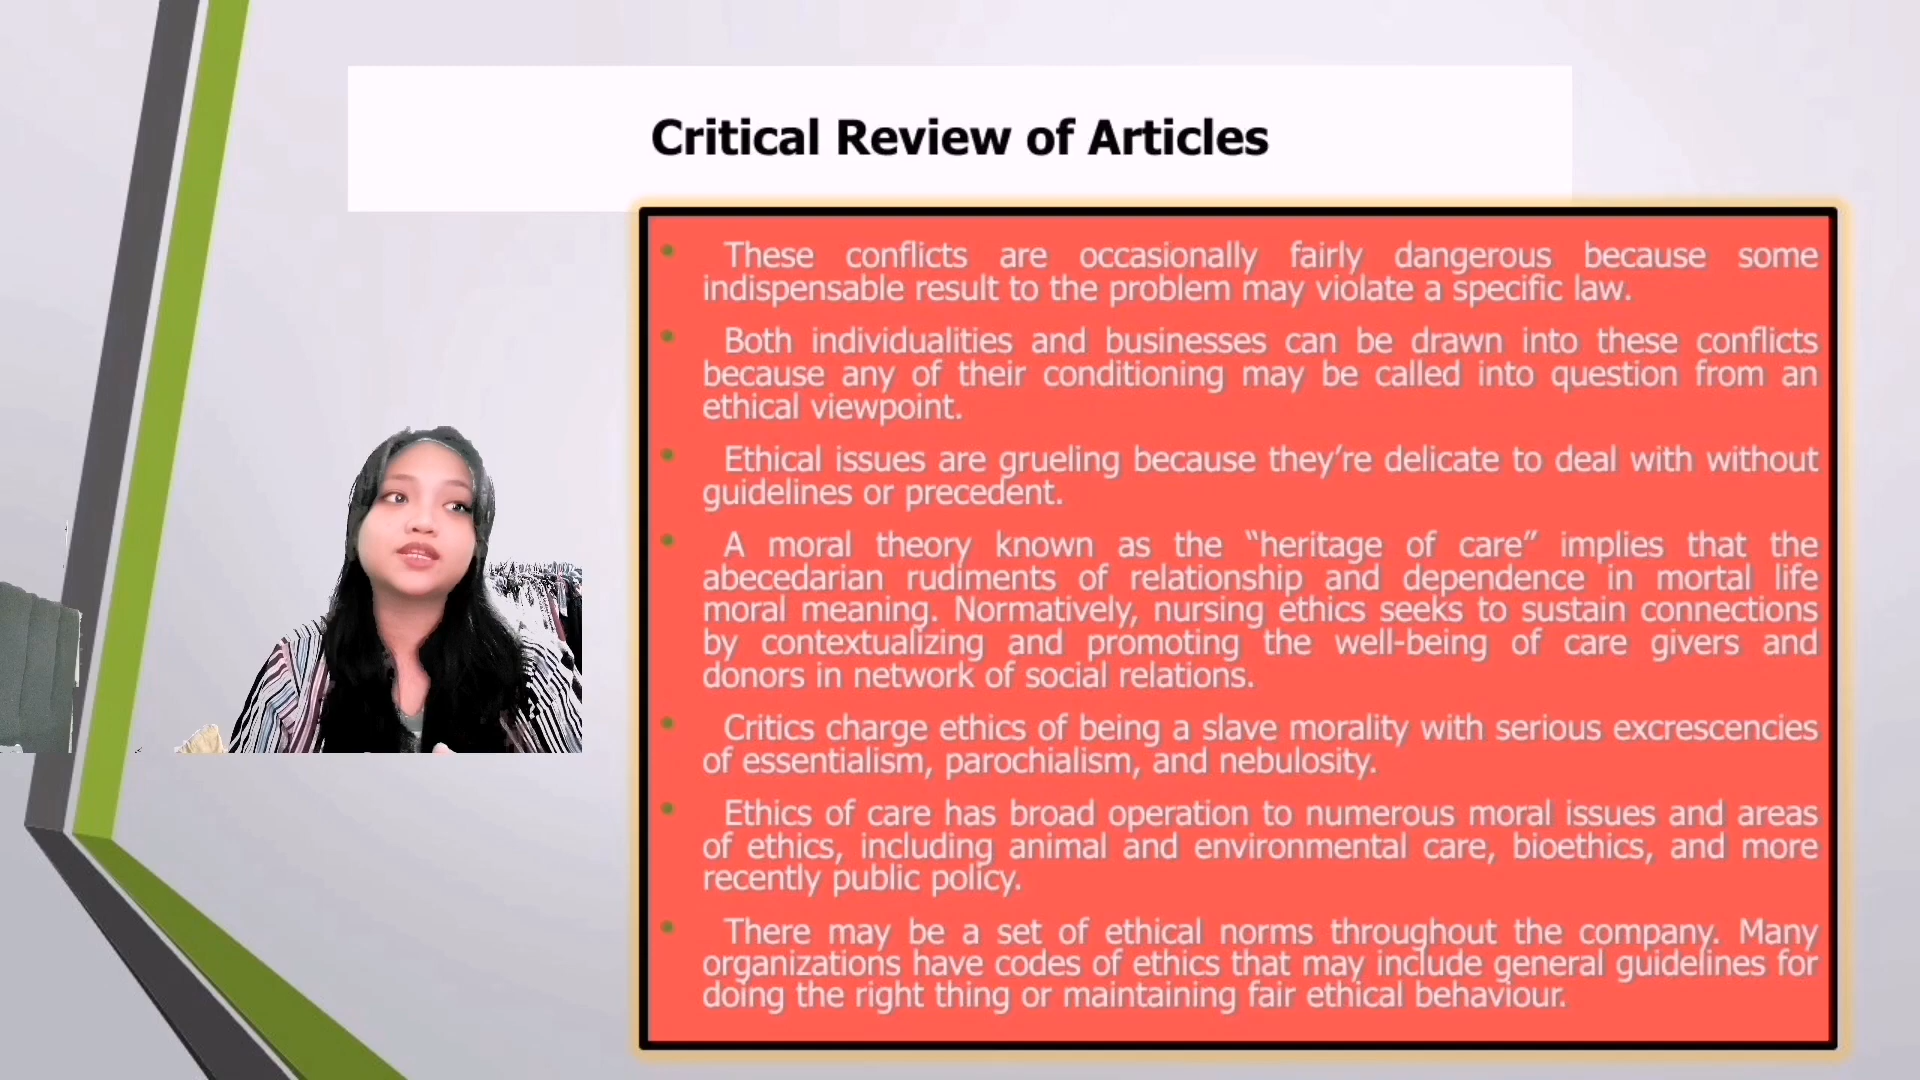 Critical Review of Articles
• These conflicts are occasionally fairly dangerous because some
indispensable result to the problem may violate a specific law.
• Both individualities and businesses can be drawn into these conflicts
because any of their conditioning may be called into question from an
ethical viewpoint.
• Ethical issues are grueling because they’re delicate to deal with without
guidelines or precedent.
• A moral theory known as the “heritage of care” implies that the
abecedarian rudiments of relationship and dependence in mortal life
moral meaning. Normatively, nursing ethics seeks to sustain connections
by contextualizing and promoting the well-being of care givers and
donors in network of social relations.
• Critics charge ethics of being a slave morality with serious excrescencies
of essentialism, parochialism, and nebulosity.
• Ethics of care has broad operation to numerous moral issues and areas
of ethics, including animal and environmental care, bioethics, and more
recently public policy.
• There may be a set of ethical norms throughout the company. Many
organizations have codes of ethics that may include general guidelines for
doing the right thing or maintaining fair ethical behaviour.